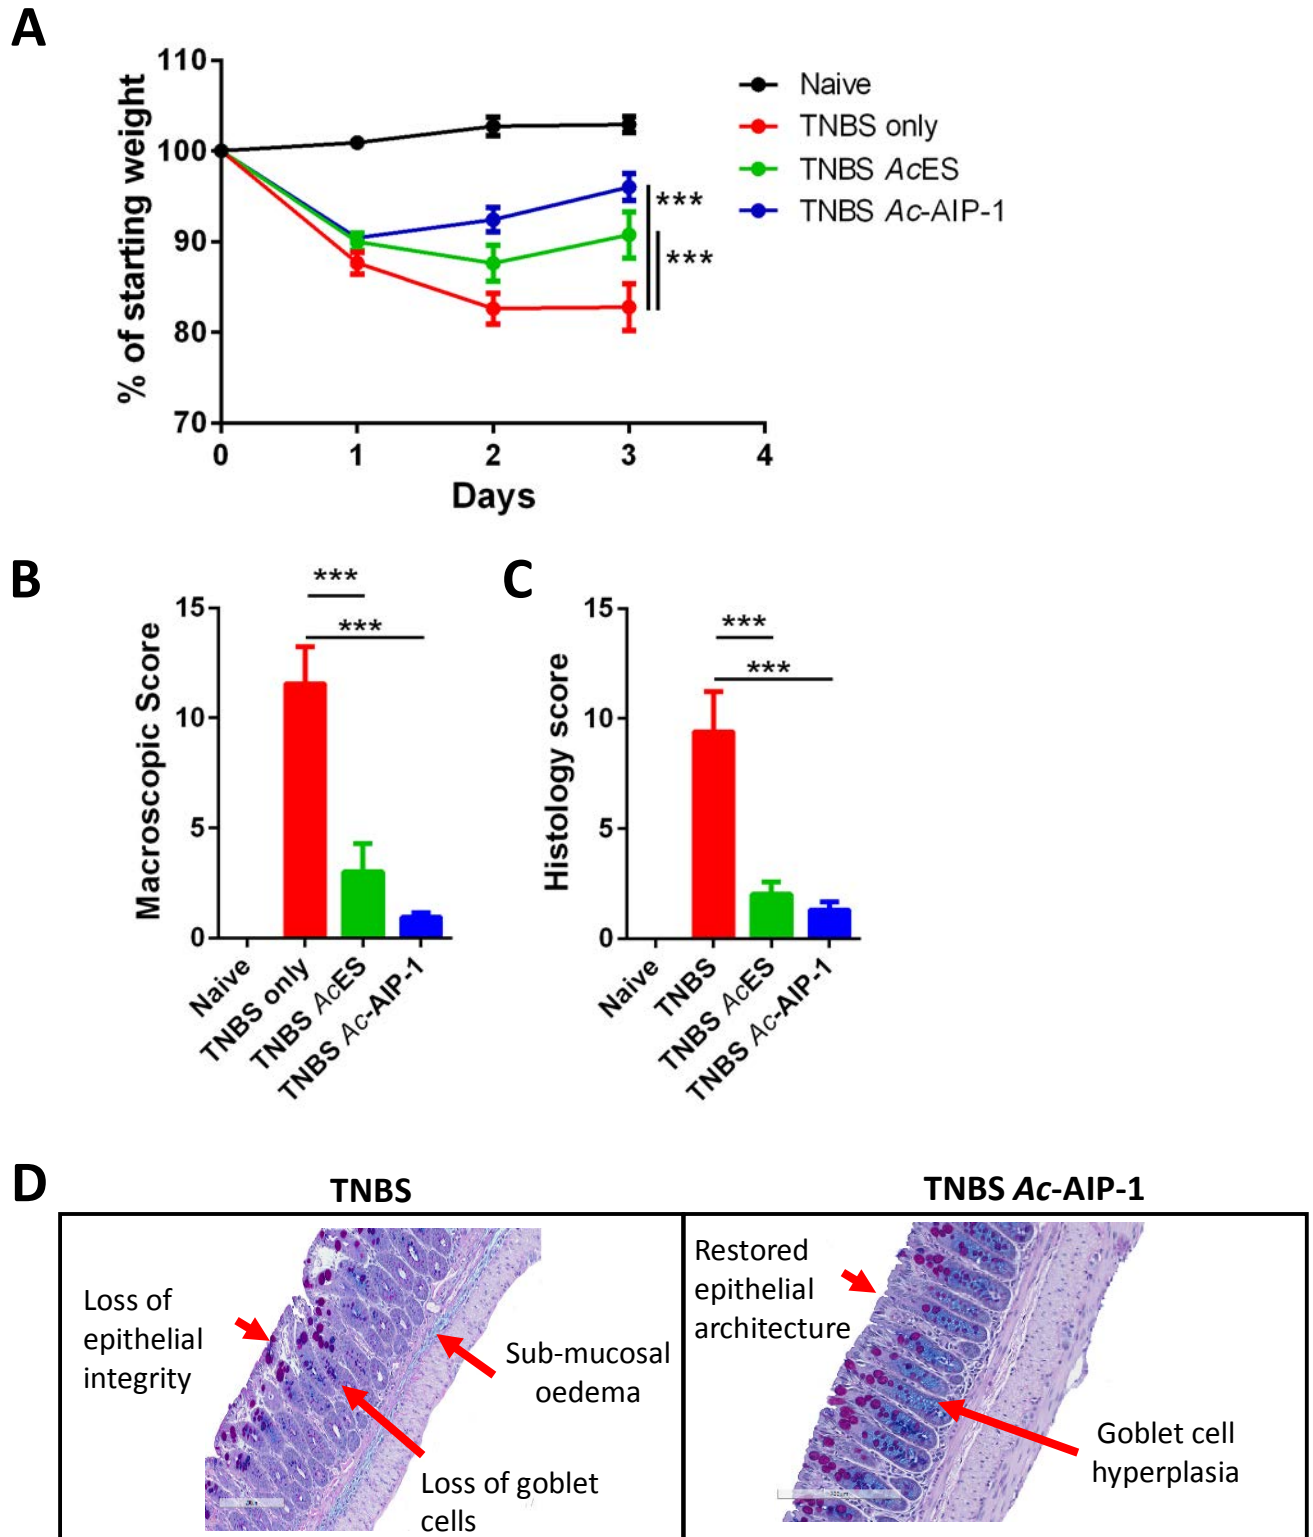 A
110
100
90
80
70
% of starting weight
0 1 2 3 4
Days
Naive
TNBS only
TNBS AcES
TNBS Ac-AIP-1
***
***
B
***
***
15
10
5
0
Macroscopic Score
Naive
TNBS only
TNBS AcES
TNBS Ac-AIP-1
C
***
***
15
10
5
0
Histology score
Naive
TNBS
TNBS AcES
TNBS Ac-AIP-1
D
TNBS
Loss of
epithelial
integrity
Sub-mucosal
oedema
Loss of goblet
cells
TNBS Ac-AIP-1
Restored
epithelial
architecture
Goblet cell
hyperplasia